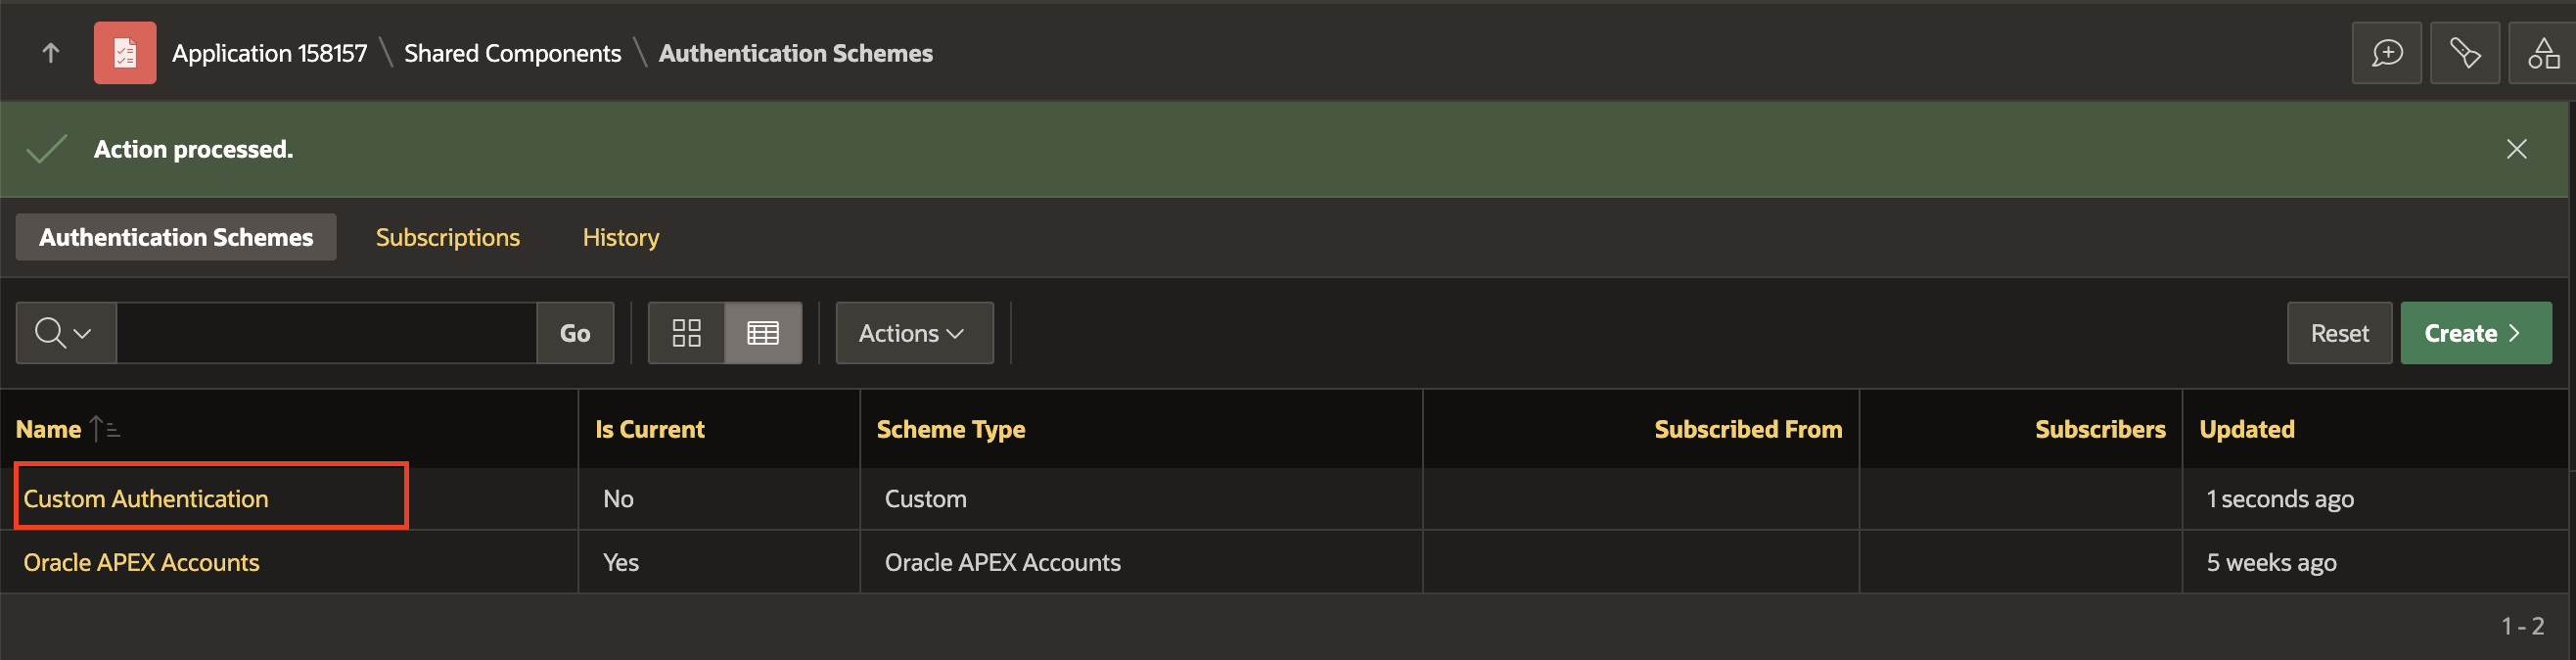 Application 158157 \ Shared Components \ Authentication Schemes
Action processed.
Authentication Schemes Subscriptions History
Go Actions Reset Create
Name Is Current Scheme Type Subscribed From Subscribers Updated
Custom Authentication No Custom 1 seconds ago
Oracle APEX Accounts Yes Oracle APEX Accounts 5 weeks ago
1 - 2